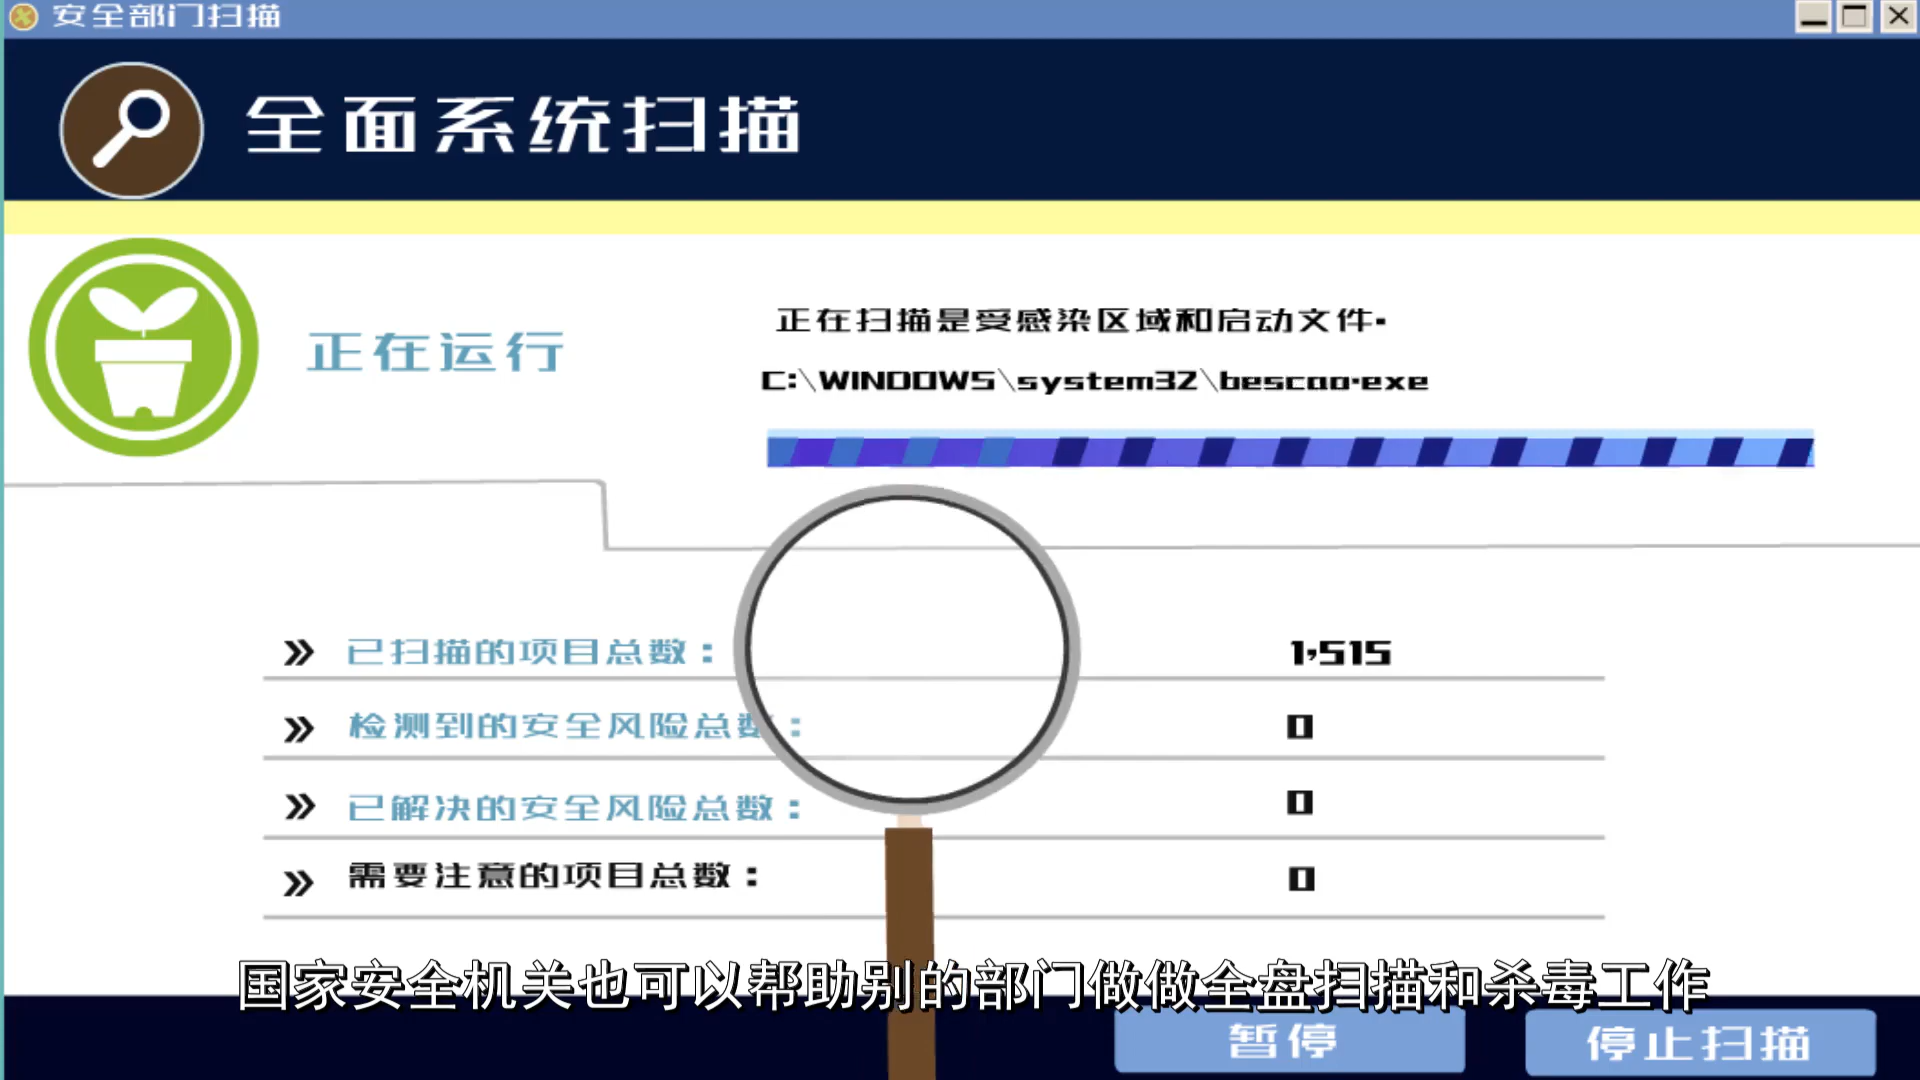 安全部门扫描
全面系统扫描
正在运行
正在扫描是受感染区域和启动文件.
C:\WINDOWS\system32\bescao.exe
已扫描的项目总数： 1,515
检测到的安全风险总数： 0
已解决的安全风险总数： 0
需要注意的项目总数： 0
国家安全机关也可以帮助别的部门做做全盘扫描和杀毒工作
暂停 停止扫描